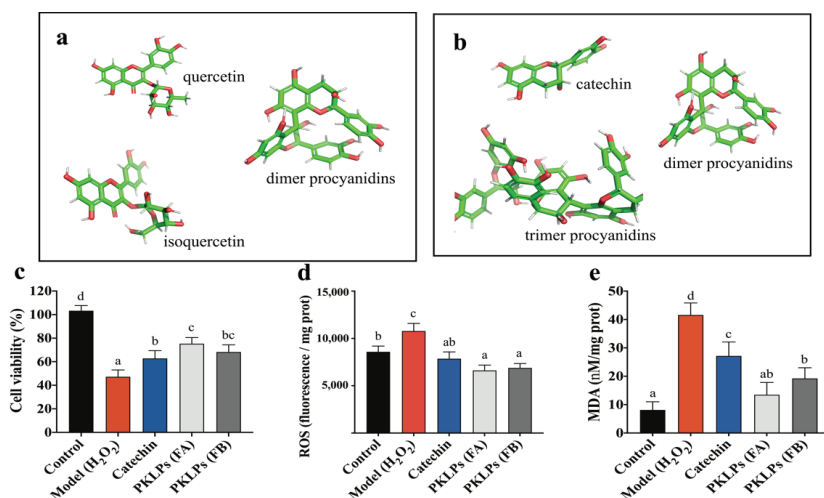 a
quercetin
dimer procyanidins
isoquercetin
b
catechin
dimer procyanidins
trimer procyanidins
c
Cell viability (%)
120
100
80
60
40
20
0
d
a
b
c
bc
Control
Model (H₂O₂)
Catechin
PKLPs (FA)
PKLPs (FB)
d
ROS (fluorescence / mg prot)
15,000
10,000
5,000
b
c
ab
a
a
Control
Model (H₂O₂)
Catechin
PKLPs (FA)
PKLPs (FB)
e
MDA (nM/mg prot)
50
40
30
20
10
0
a
d
c
ab
b
Control
Model (H₂O₂)
Catechin
PKLPs (FA)
PKLPs (FB)